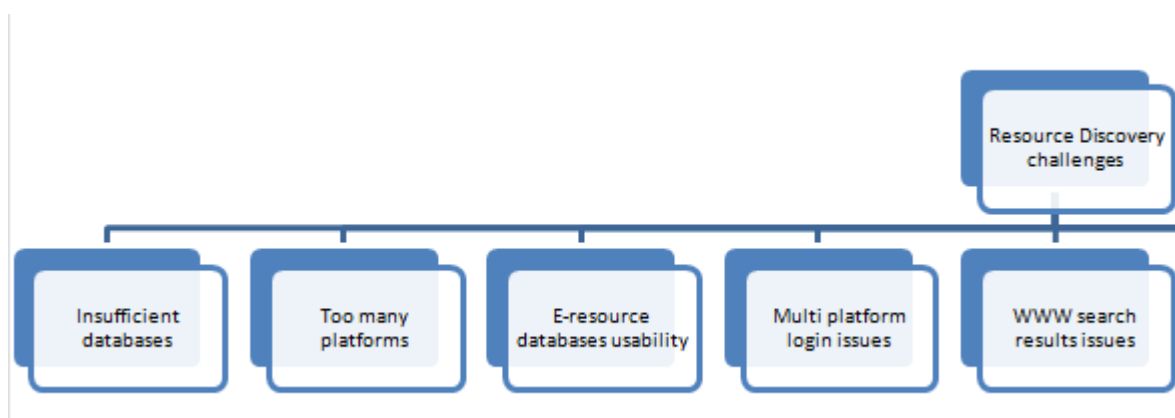 Resource Discovery
challenges
Insufficient
databases
Too many
platforms
E-resource
databases usability
Multi platform
login issues
WWW search
results issues